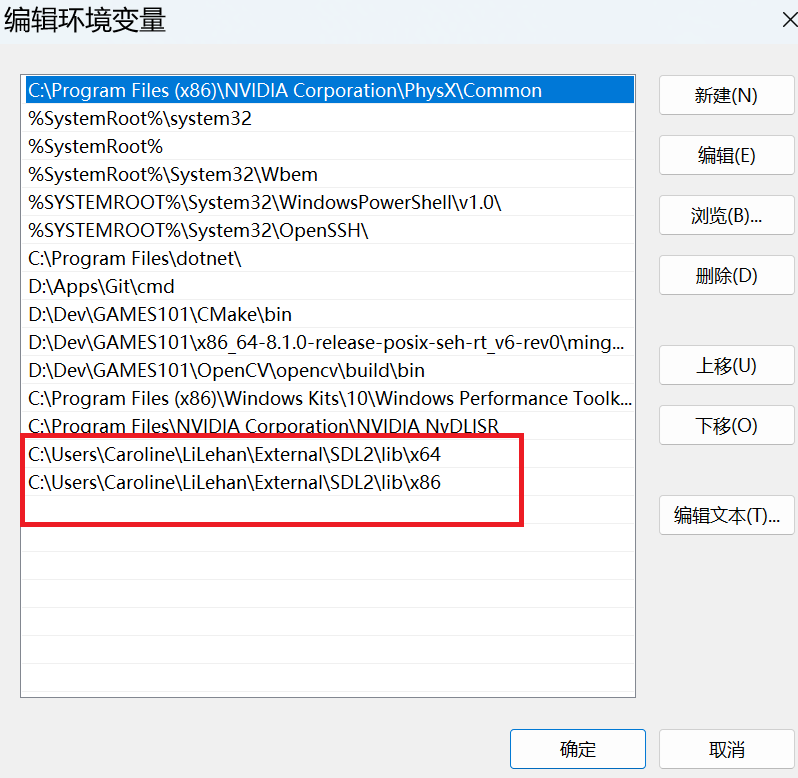 编辑环境变量
C:\Program Files (x86)\NVIDIA Corporation\PhysX\Common
%SystemRoot%\system32
%SystemRoot%
%SystemRoot%\System32\Wbem
%SYSTEMROOT%\System32\WindowsPowerShell\v1.0\
%SYSTEMROOT%\System32\OpenSSH\
C:\Program Files\dotnet\
D:\Apps\Git\cmd
D:\Dev\GAMES101\CMake\bin
D:\Dev\GAMES101\x86_64-8.1.0-release-posix-seh-rt_v6-rev0\ming...
D:\Dev\GAMES101\OpenCV\opencv\build\bin
C:\Program Files (x86)\Windows Kits\10\Windows Performance Toolk...
C:\Program Files\NVIDIA Corporation\NVIDIA NvDLISR
C:\Users\Caroline\LiLehan\External\SDL2\lib\x64
C:\Users\Caroline\LiLehan\External\SDL2\lib\x86
新建(N)
编辑(E)
浏览(B)...
删除(D)
上移(U)
下移(O)
编辑文本(T)...
确定
取消